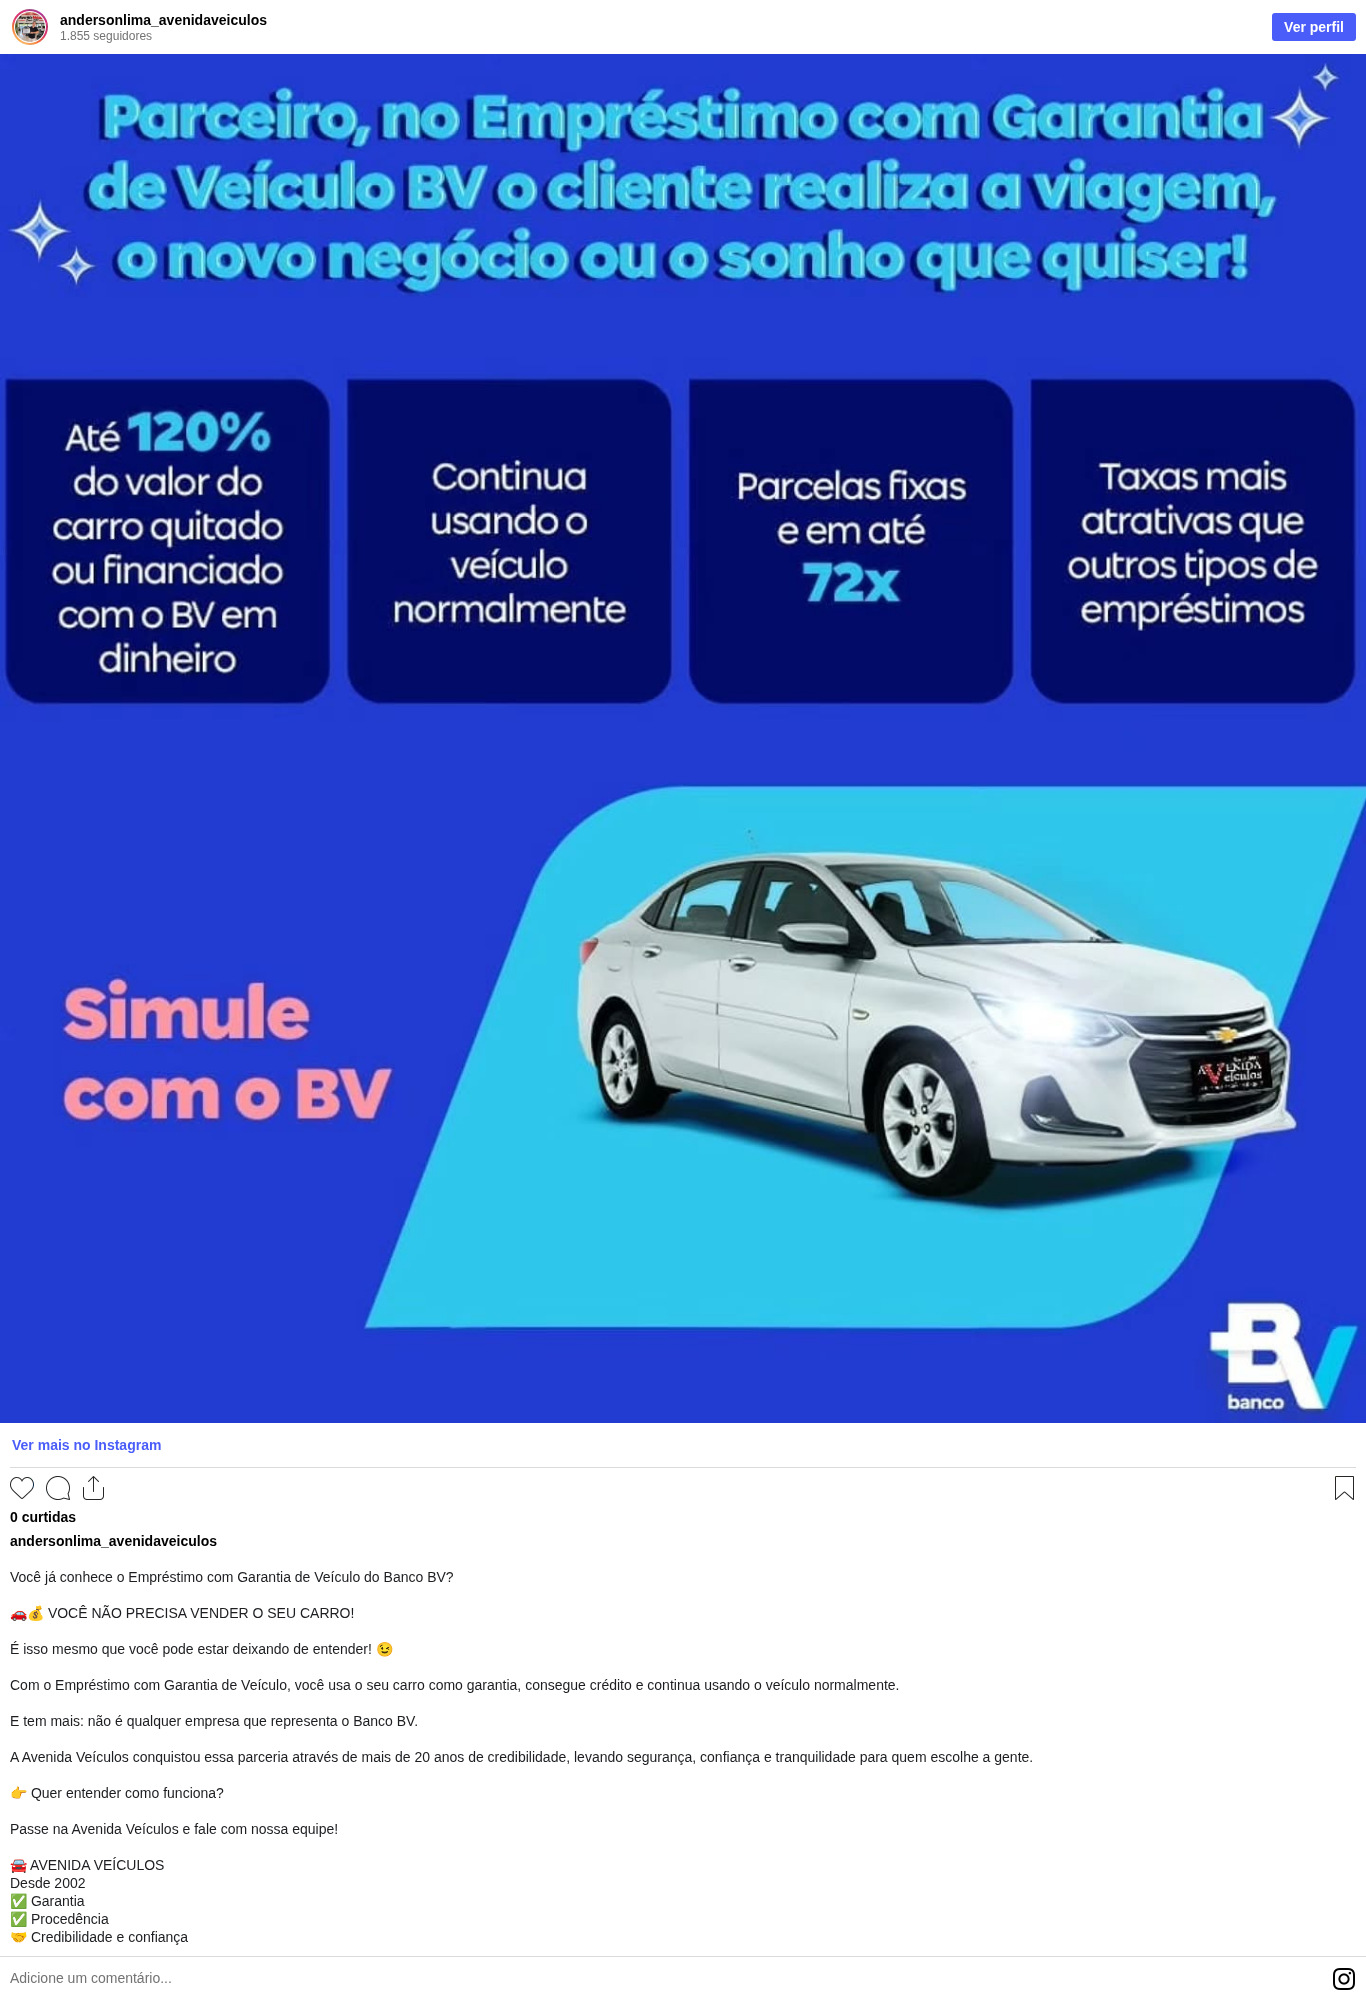 andersonlima_avenidaveiculos
1.855 seguidores
Ver perfil
Parceiro, no Empréstimo com Garantia
de Veículo BV o cliente realiza a viagem,
o novo negócio ou o sonho que quiser!
Até 120%
do valor do
carro quitado
ou financiado
com o BV em
dinheiro
Continua
usando o
veículo
normalmente
Parcelas fixas
e em até
72x
Taxas mais
atrativas que
outros tipos de
empréstimos
Simule
com o BV
AVENIDA
Veículos
BV
banco
Ver mais no Instagram
0 curtidas
andersonlima_avenidaveiculos
Você já conhece o Empréstimo com Garantia de Veículo do Banco BV?
🚗💰 VOCÊ NÃO PRECISA VENDER O SEU CARRO!
É isso mesmo que você pode estar deixando de entender! 😉
Com o Empréstimo com Garantia de Veículo, você usa o seu carro como garantia, consegue crédito e continua usando o veículo normalmente.
E tem mais: não é qualquer empresa que representa o Banco BV.
A Avenida Veículos conquistou essa parceria através de mais de 20 anos de credibilidade, levando segurança, confiança e tranquilidade para quem escolhe a gente.
👉 Quer entender como funciona?
Passe na Avenida Veículos e fale com nossa equipe!
🚘 AVENIDA VEÍCULOS
Desde 2002
✅ Garantia
✅ Procedência
🤝 Credibilidade e confiança
Adicione um comentário...